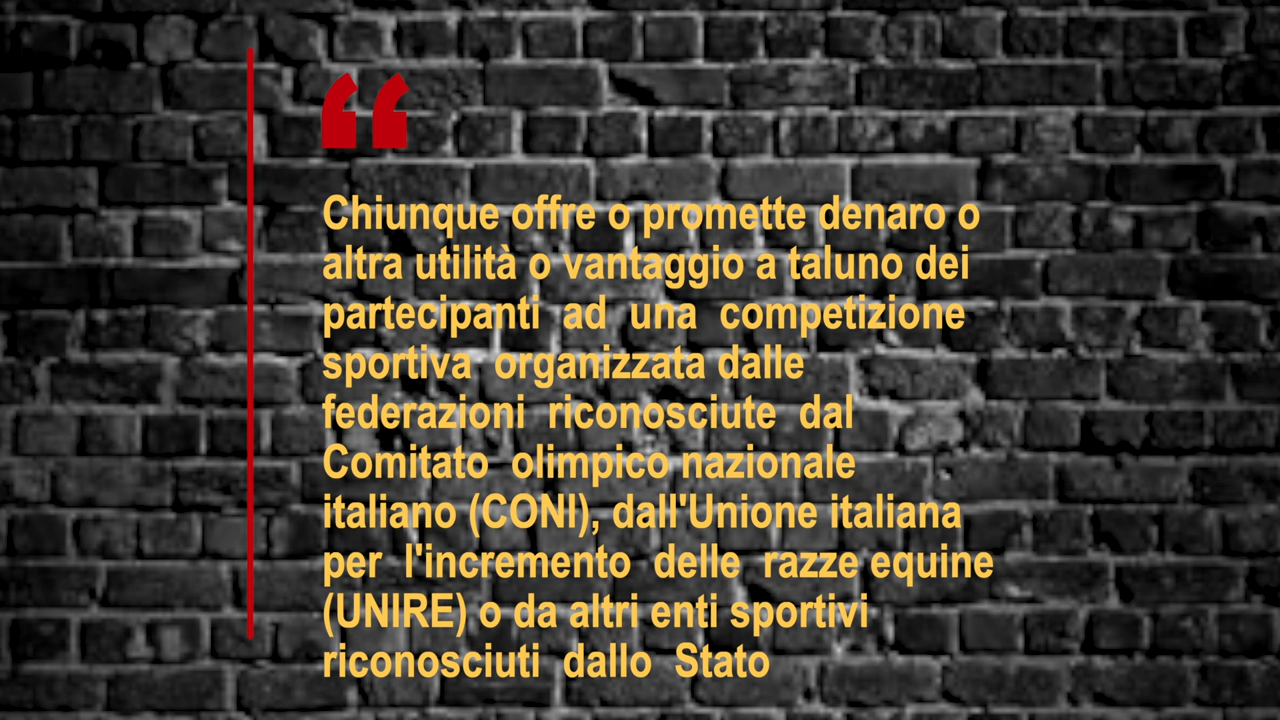 “
Chiunque offre o promette denaro o
altra utilità o vantaggio a taluno dei
partecipanti ad una competizione
sportiva organizzata dalle
federazioni riconosciute dal
Comitato olimpico nazionale
italiano (CONI), dall'Unione italiana
per l'incremento delle razze equine
(UNIRE) o da altri enti sportivi
riconosciuti dallo Stato